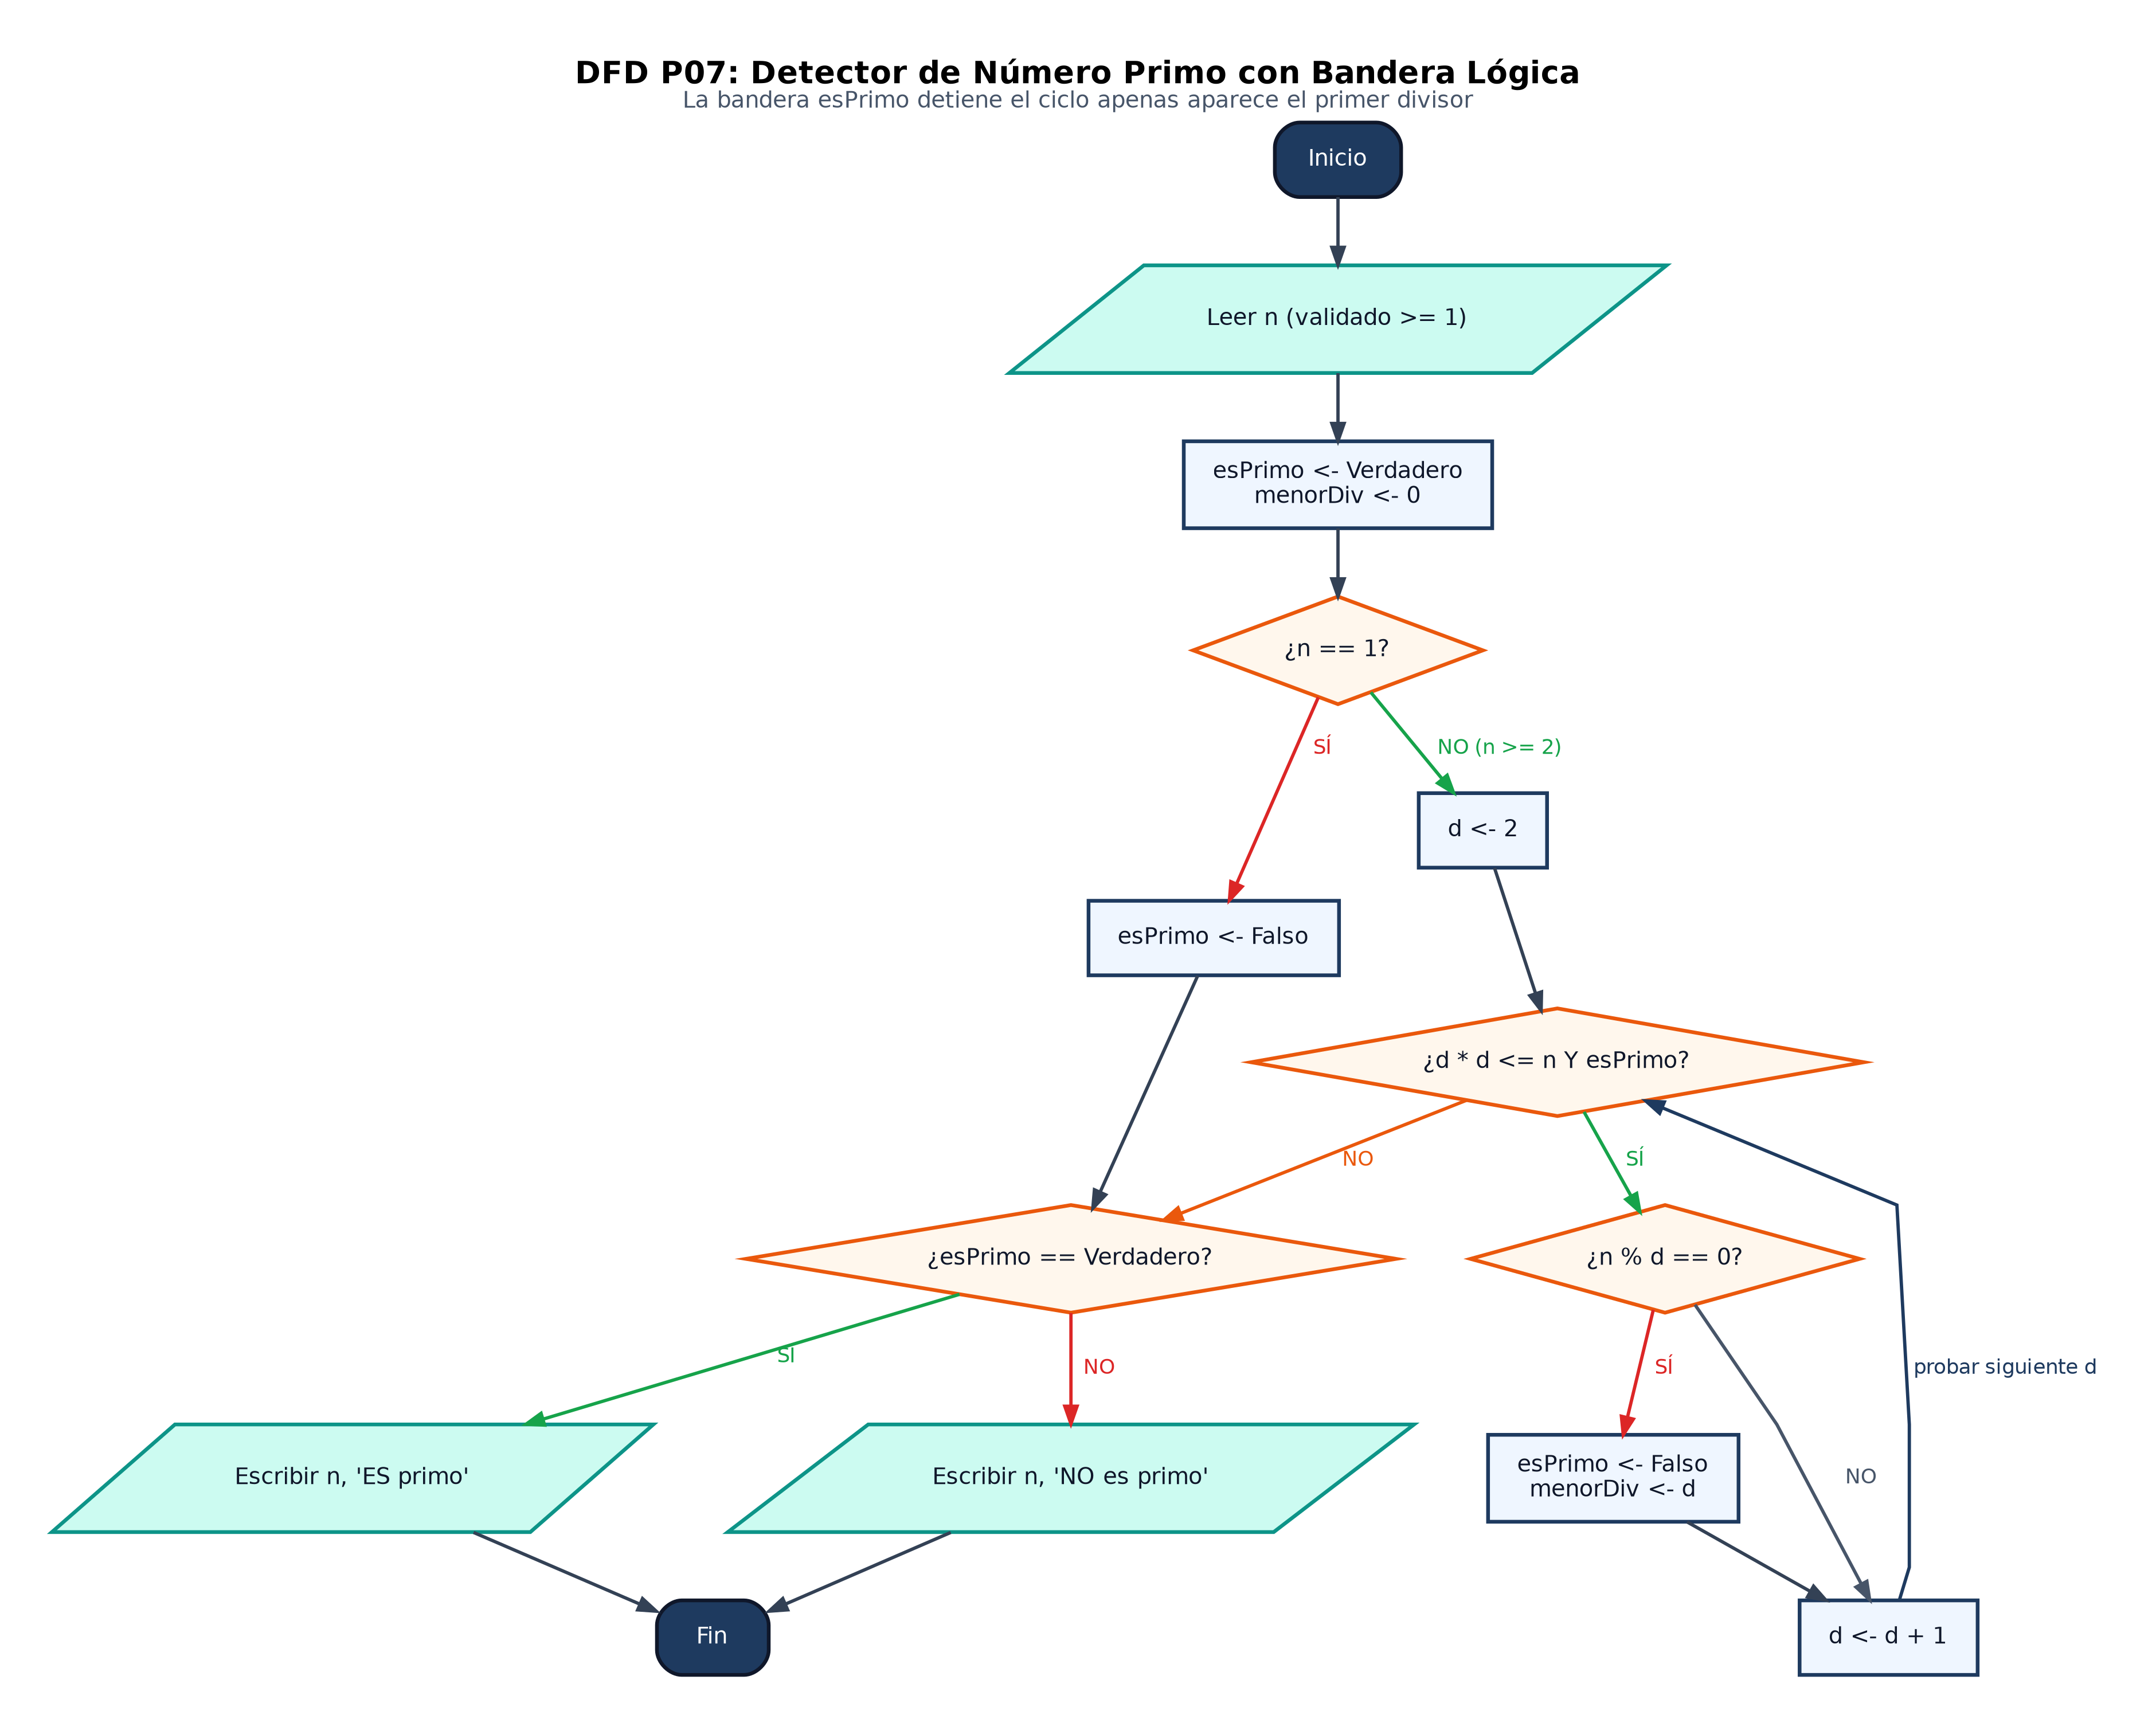 DFD P07: Detector de Número Primo con Bandera Lógica
La bandera esPrimo detiene el ciclo apenas aparece el primer divisor
Inicio
Leer n (validado >= 1)
esPrimo <- Verdadero
menorDiv <- 0
¿n == 1?
SÍ
NO (n >= 2)
d <- 2
esPrimo <- Falso
¿d * d <= n Y esPrimo?
NO
SÍ
¿esPrimo == Verdadero?
¿n % d == 0?
SÍ
NO
SÍ
probar siguiente d
Escribir n, 'ES primo'
Escribir n, 'NO es primo'
esPrimo <- Falso
menorDiv <- d
NO
Fin
d <- d + 1